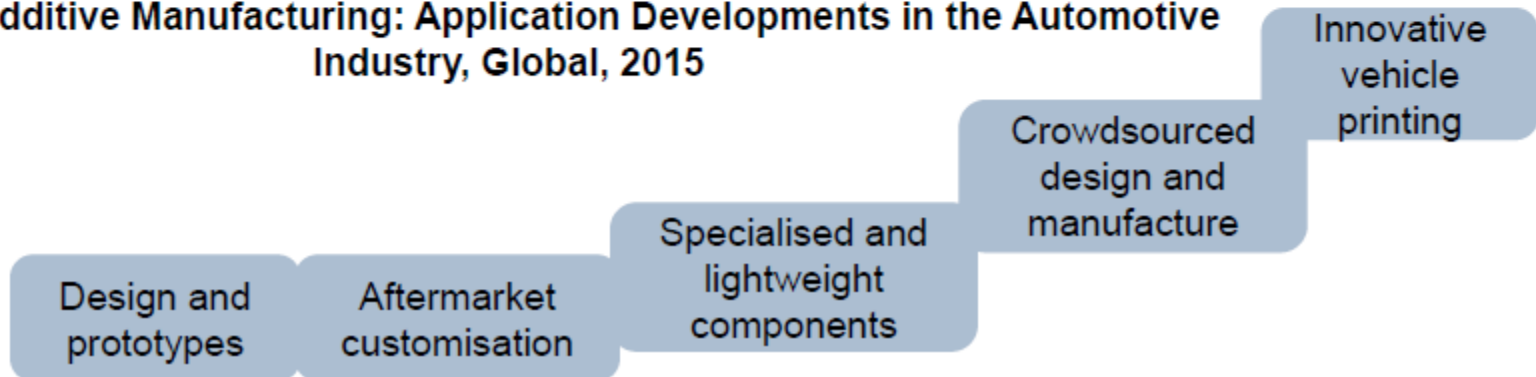 dditive Manufacturing: Application Developments in the Automotive
Industry, Global, 2015
Innovative
vehicle
printing
Crowdsourced
design and
manufacture
Specialised and
lightweight
components
Design and
prototypes
Aftermarket
customisation